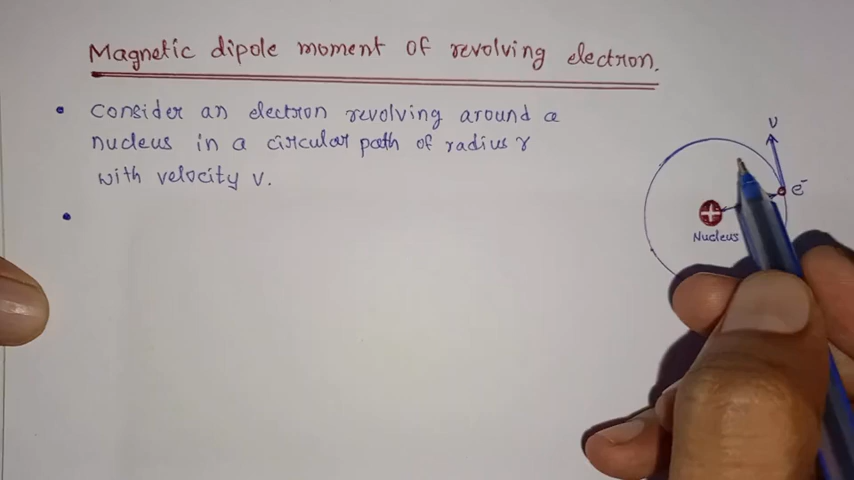 Magnetic dipole moment of revolving electron.
• Consider an electron revolving around a
nucleus in a circular path of radius r
with velocity v.
•
v
e⁻
+
Nucleus